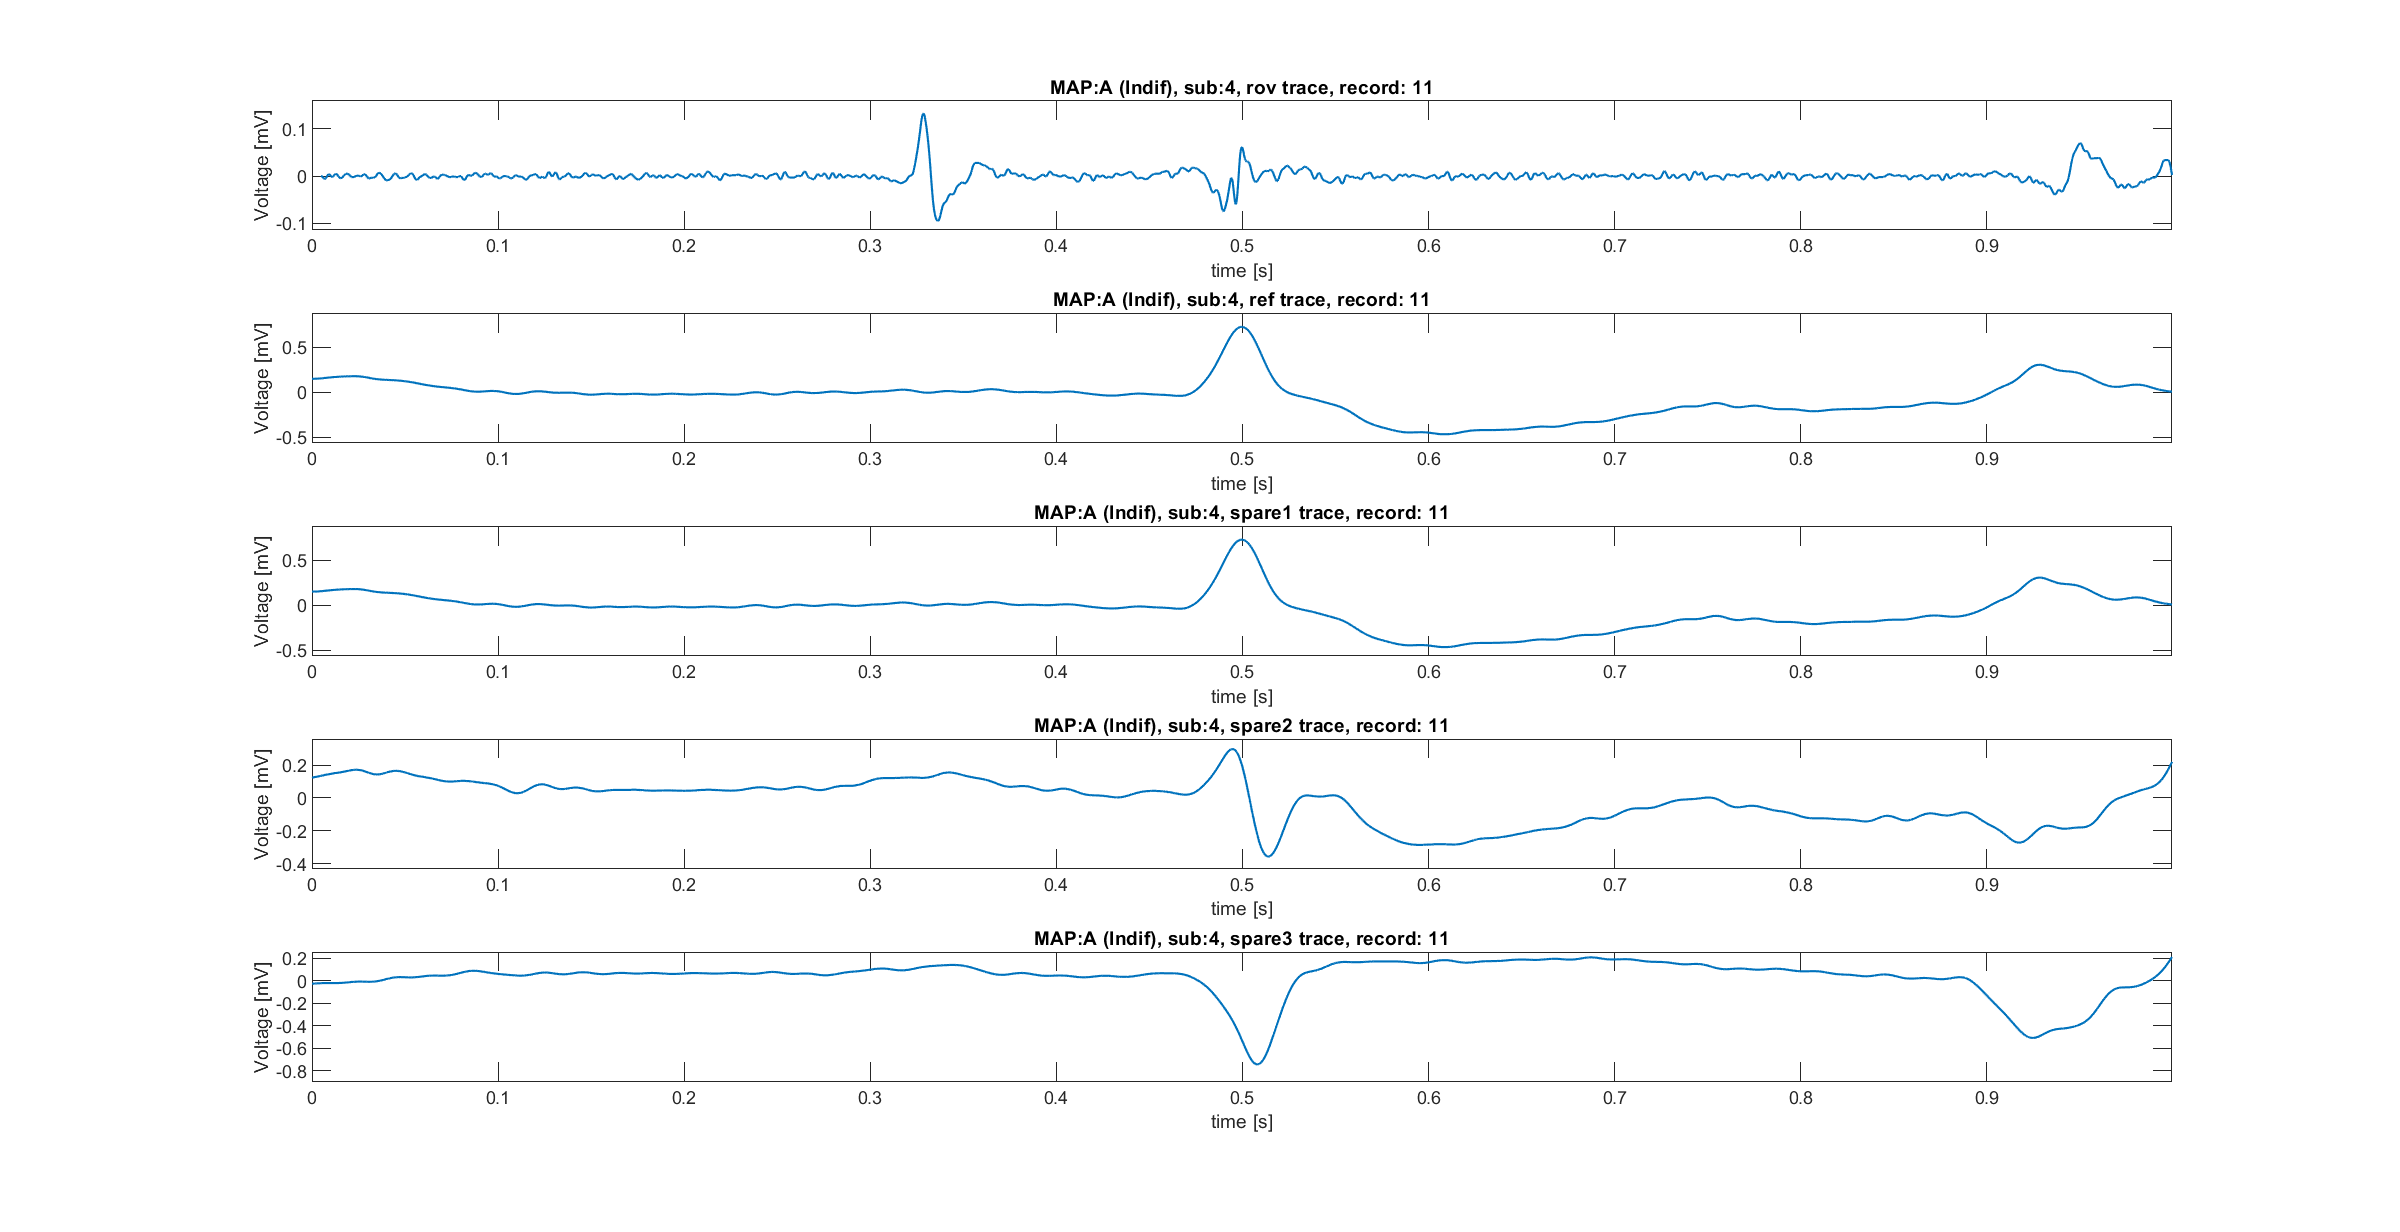 MAP:A (Indif), sub:4, rov trace, record: 11
Voltage [mV]
0.1
0
-0.1
0 0.1 0.2 0.3 0.4 0.5 0.6 0.7 0.8 0.9
time [s]
MAP:A (Indif), sub:4, ref trace, record: 11
Voltage [mV]
0.5
0
-0.5
0 0.1 0.2 0.3 0.4 0.5 0.6 0.7 0.8 0.9
time [s]
MAP:A (Indif), sub:4, spare1 trace, record: 11
Voltage [mV]
0.5
0
-0.5
0 0.1 0.2 0.3 0.4 0.5 0.6 0.7 0.8 0.9
time [s]
MAP:A (Indif), sub:4, spare2 trace, record: 11
Voltage [mV]
0.2
0
-0.2
-0.4
0 0.1 0.2 0.3 0.4 0.5 0.6 0.7 0.8 0.9
time [s]
MAP:A (Indif), sub:4, spare3 trace, record: 11
Voltage [mV]
0.2
0
-0.2
-0.4
-0.6
-0.8
0 0.1 0.2 0.3 0.4 0.5 0.6 0.7 0.8 0.9
time [s]